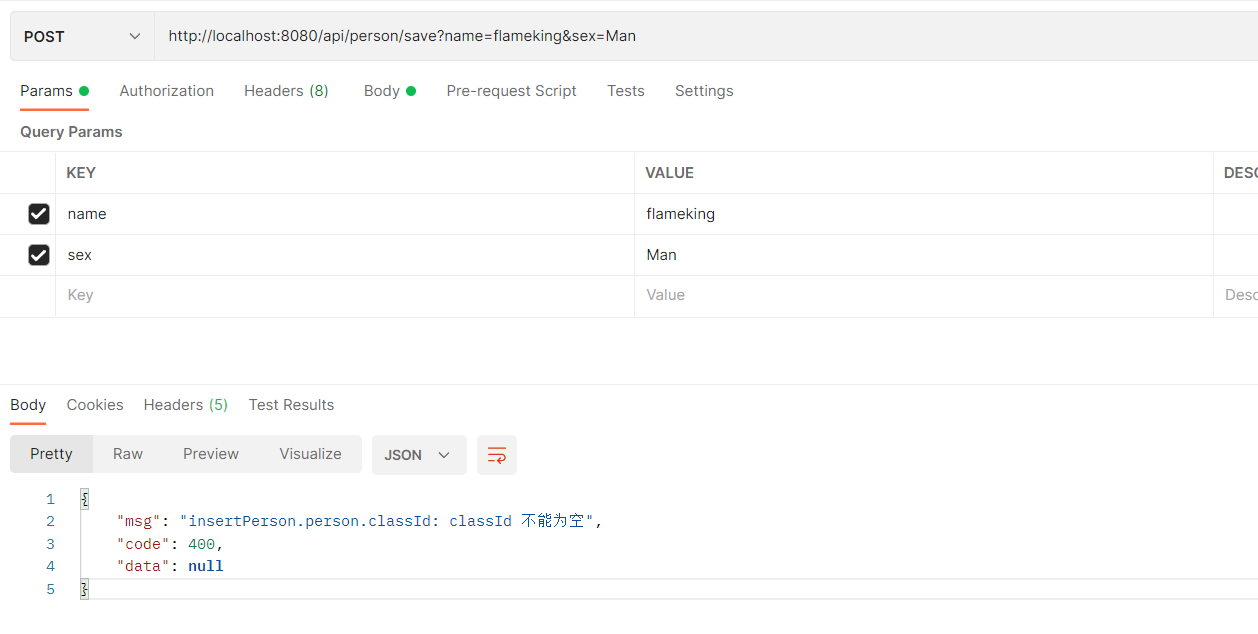 POST http://localhost:8080/api/person/save?name=flameking&sex=Man
Params Authorization Headers (8) Body Pre-request Script Tests Settings
Query Params
KEY VALUE DESC
name flameking
sex Man
Key Value Desc
Body Cookies Headers (5) Test Results
Pretty Raw Preview Visualize JSON
1 {
2 "msg": "insertPerson.person.classId: classId 不能为空",
3 "code": 400,
4 "data": null
5 }